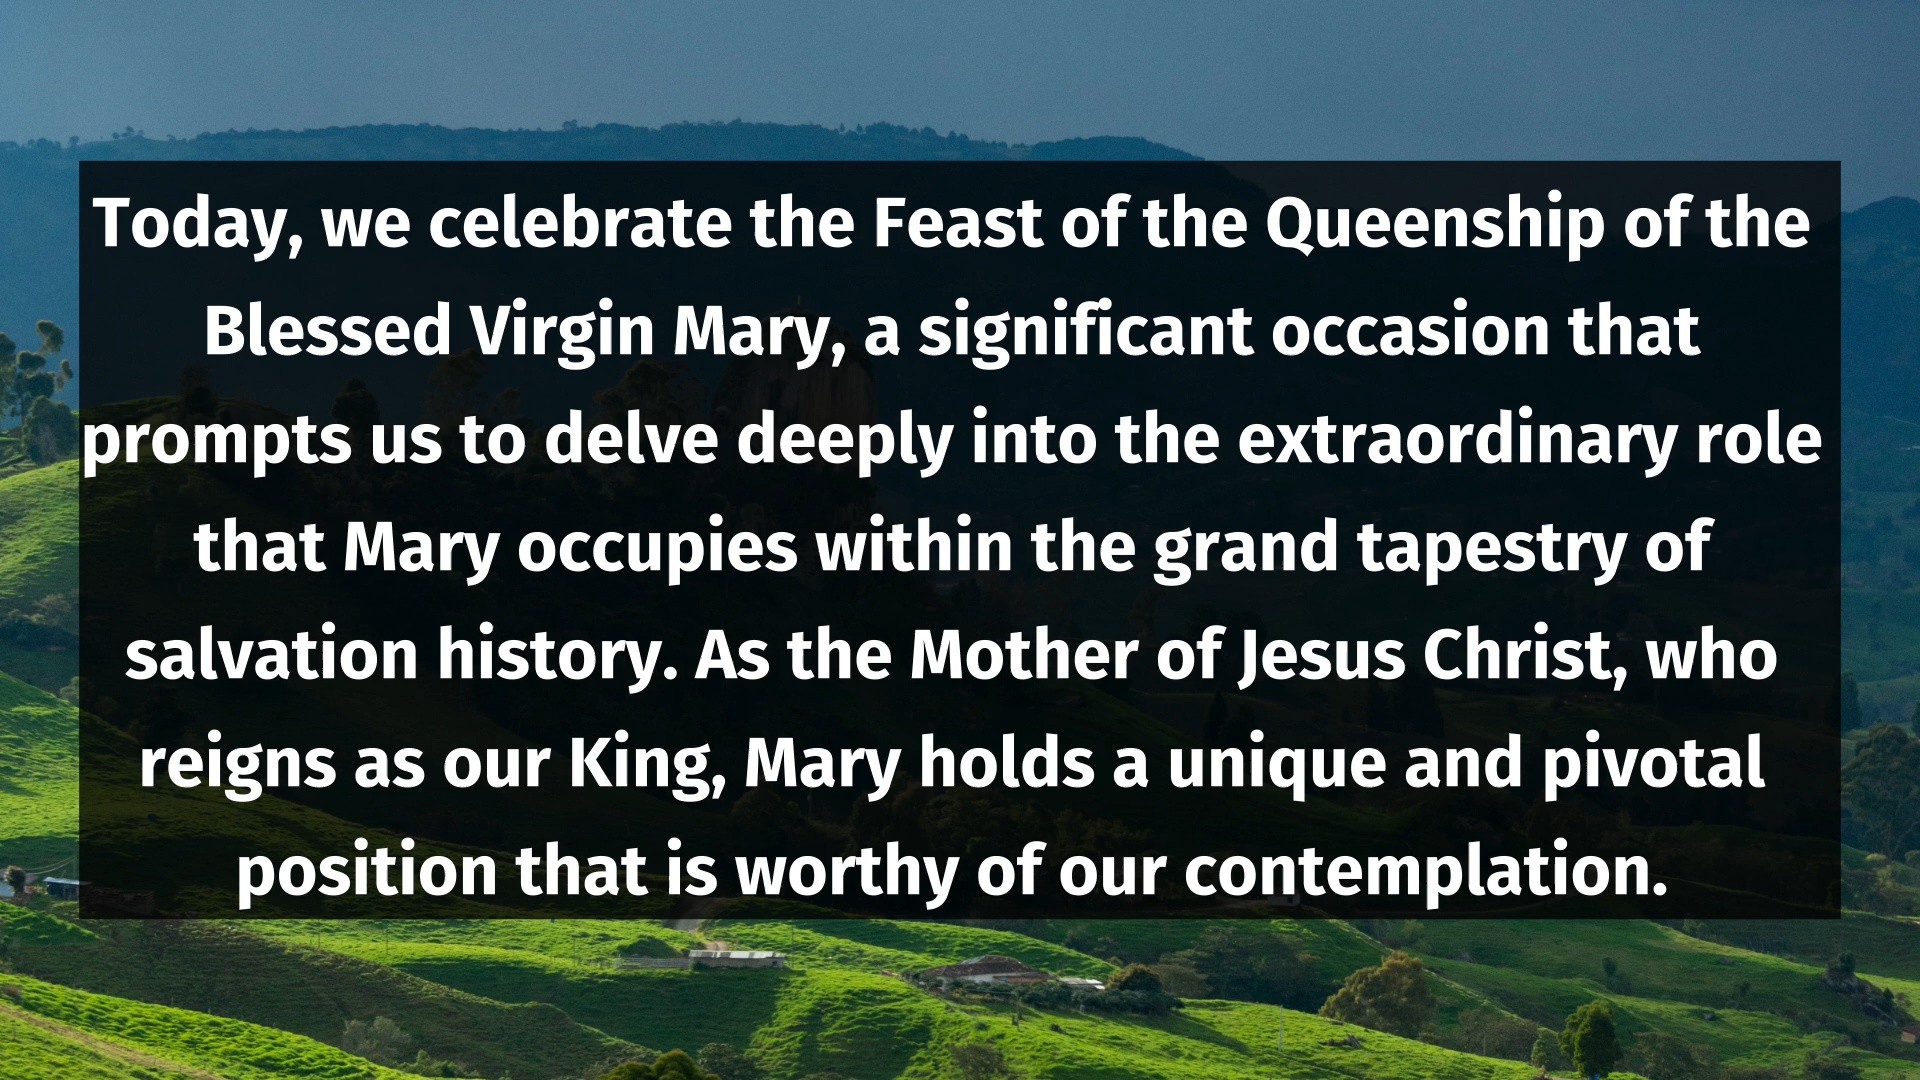 Today, we celebrate the Feast of the Queenship of the
Blessed Virgin Mary, a significant occasion that
prompts us to delve deeply into the extraordinary role
that Mary occupies within the grand tapestry of
salvation history. As the Mother of Jesus Christ, who
reigns as our King, Mary holds a unique and pivotal
position that is worthy of our contemplation.